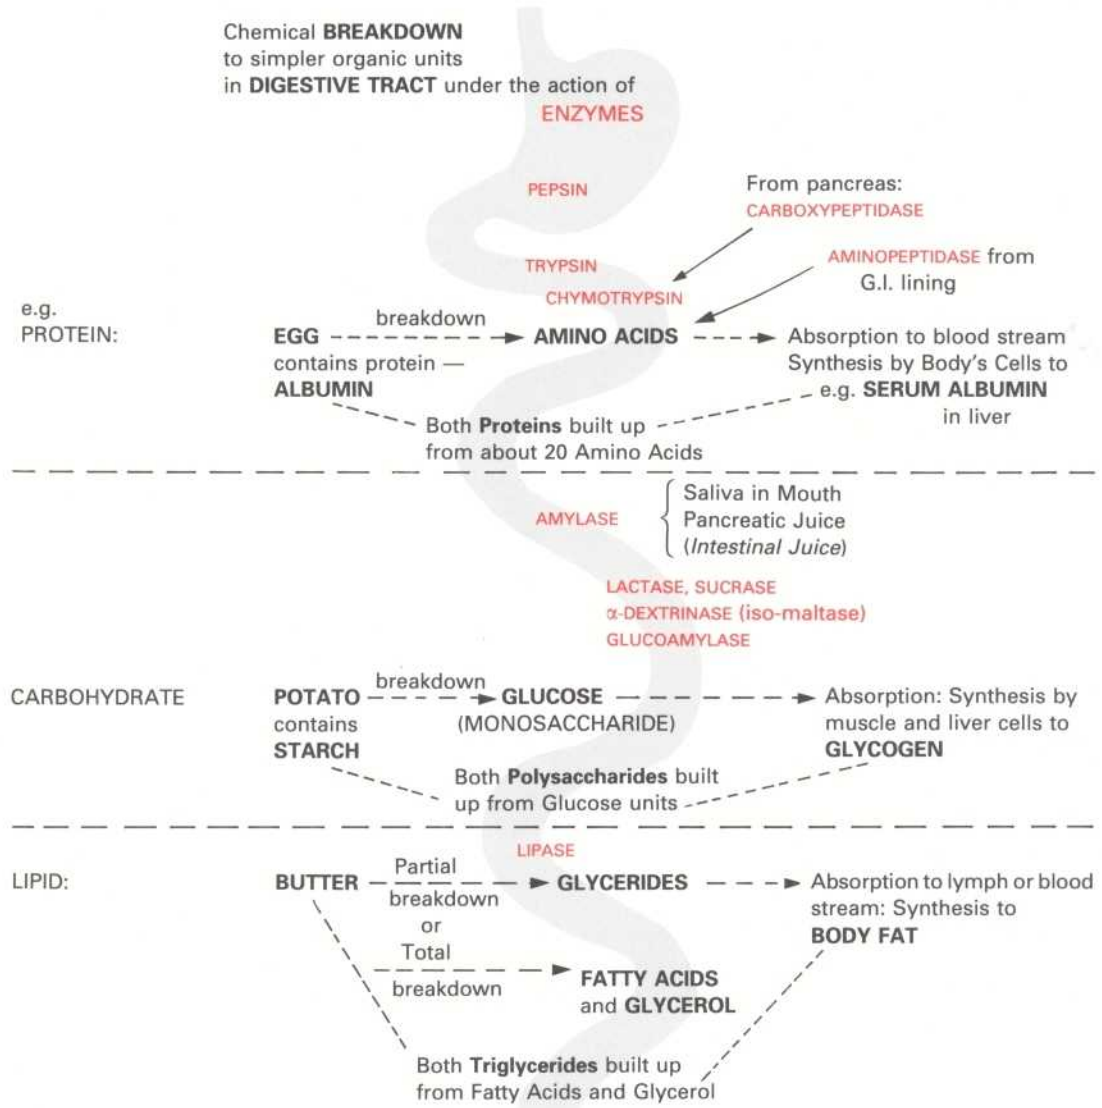 Chemical BREAKDOWN
to simpler organic units
in DIGESTIVE TRACT under the action of
ENZYMES
PEPSIN
From pancreas:
CARBOXYPEPTIDASE
TRYPSIN
AMINOPEPTIDASE from
G.I. lining
CHYMOTRYPSIN
e.g.
PROTEIN:
EGG
breakdown
AMINO ACIDS
Absorption to blood stream
contains protein —
Synthesis by Body's Cells to
ALBUMIN
e.g. SERUM ALBUMIN
in liver
Both Proteins built up
from about 20 Amino Acids
AMYLASE
Saliva in Mouth
Pancreatic Juice
(Intestinal Juice)
LACTASE, SUCRASE
α-DEXTRINASE (iso-maltase)
GLUCOAMYLASE
CARBOHYDRATE
POTATO
breakdown
GLUCOSE
Absorption: Synthesis by
contains
(MONOSACCHARIDE)
muscle and liver cells to
STARCH
GLYCOGEN
Both Polysaccharides built
up from Glucose units
LIPASE
LIPID:
BUTTER
Partial
breakdown
GLYCERIDES
Absorption to lymph or blood
stream: Synthesis to
BODY FAT
or
Total
breakdown
FATTY ACIDS
and GLYCEROL
Both Triglycerides built up
from Fatty Acids and Glycerol